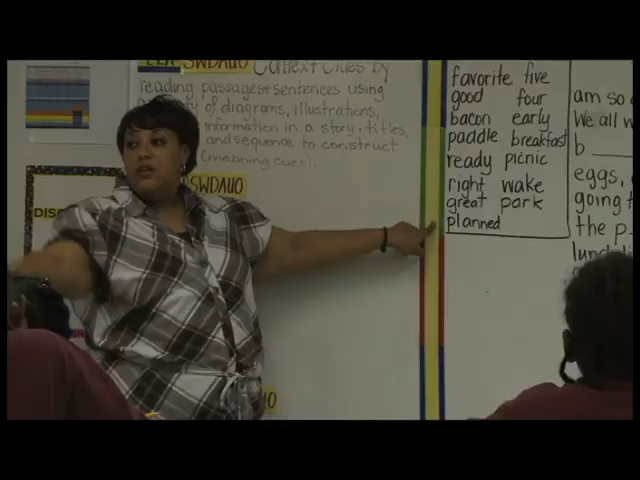 SWDAUO Context Clues by
reading passages+sentences using
of diagrams, illustrations,
information in a story, titles,
and sequence to construct
(meaning cues).
SWDAUO
favorite five
good four
bacon early
paddle breakfast
ready picnic
right wake
great park
planned
am so
We all
b
eggs,
going
the p